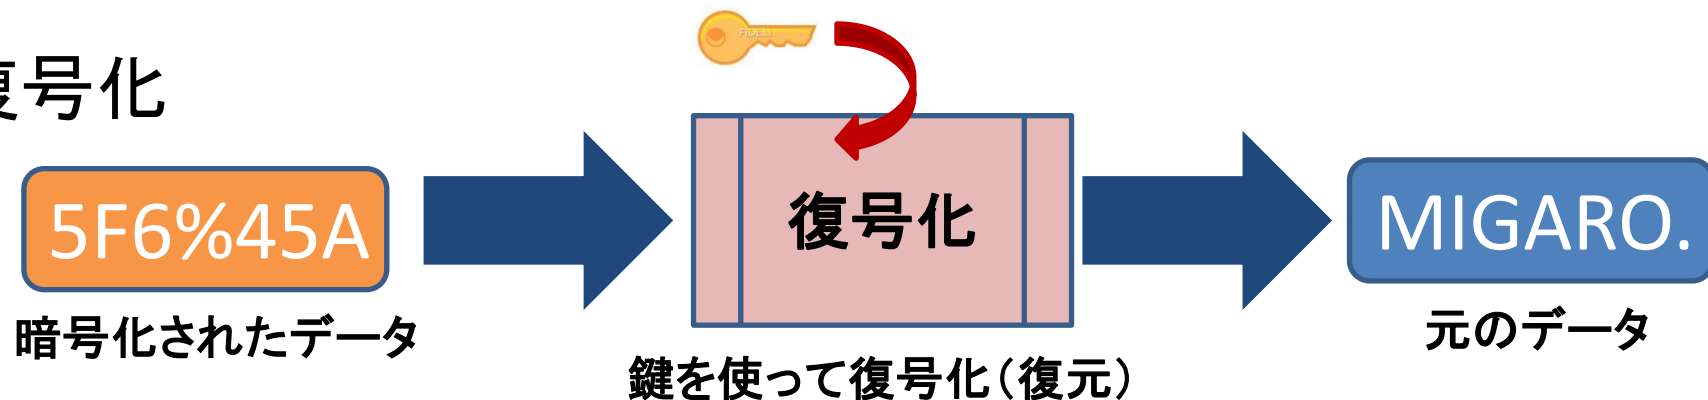 復号化
5F6%45A
復号化
MIGARO.
暗号化されたデータ
元のデータ
鍵を使って復号化（復元）